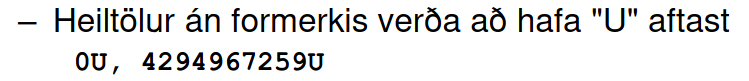 – Heiltölur án formerkis verða að hafa "U" aftast
0U, 4294967259U